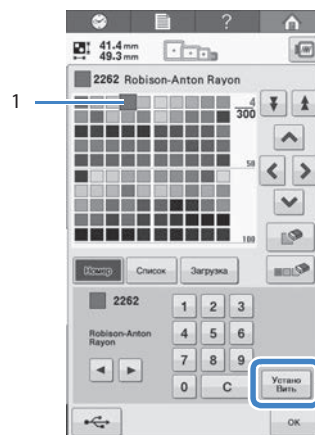 ?
41.4 mm
49.3 mm
2262 Robison-Anton Rayon
1
4
300
50
100
Номер
Список
Загрузка
2262
1 2 3
Robison-Anton
Rayon
4 5 6
7 8 9
0 C
Устано
Вить
OK